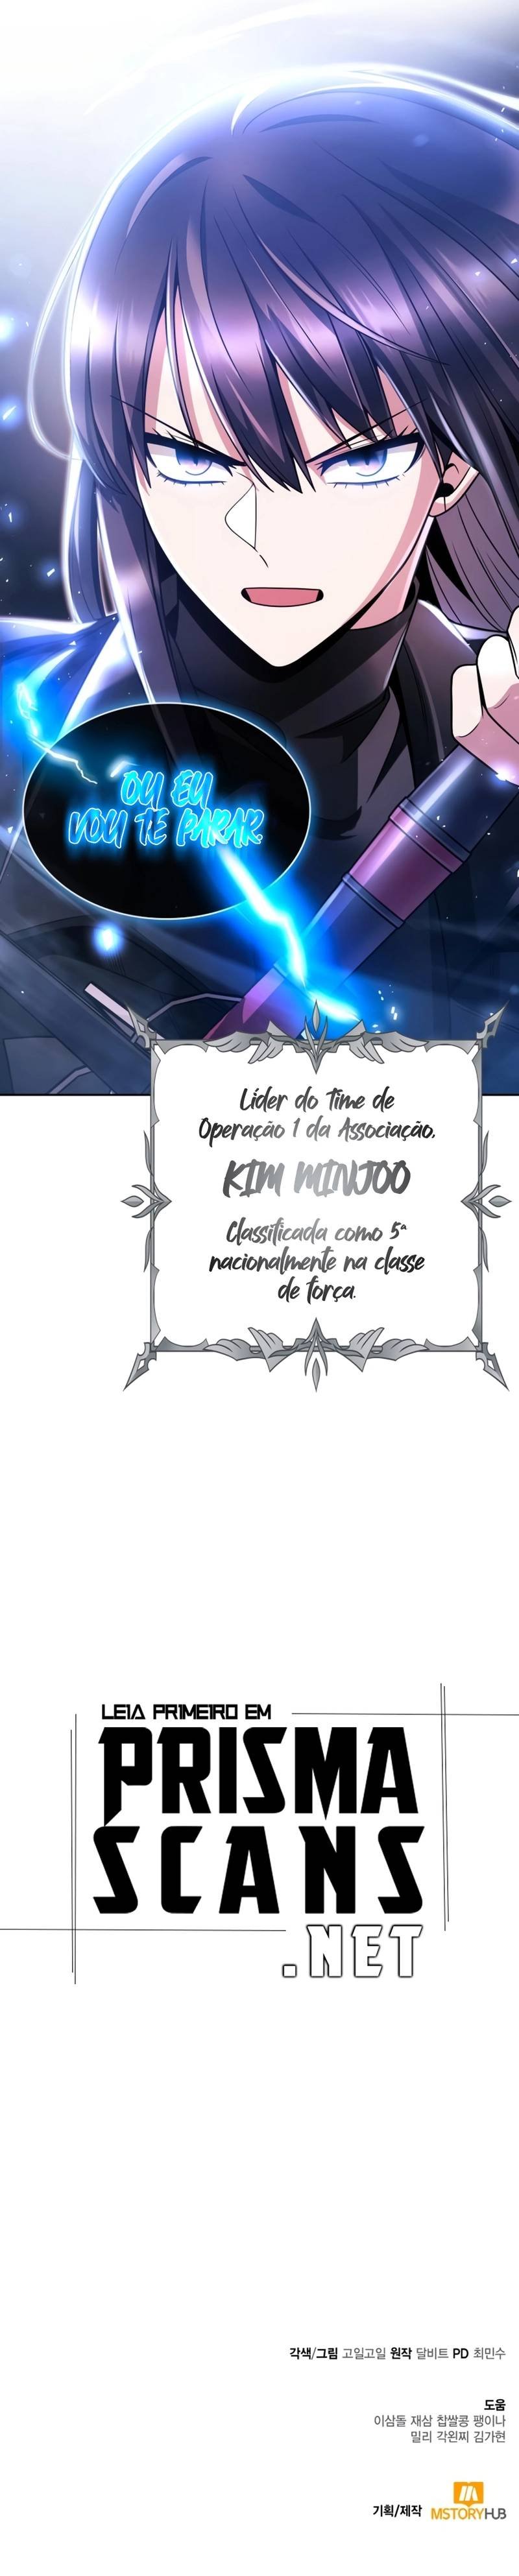 OU EU
VOU TE PARAR.
Líder do Time de
Operação 1 da Associação,
KIM MINJOO
Classificada como 5ª
nacionalmente na classe
de força.
LEIA PRIMEIRO EM
PRISMA
SCANS
.NET
각색/그림 고일고일 원작 달비트 PD 최민수
도움
이삼돌 재삼 찹쌀콩 팽이나
밀리 각왼찌 김가현
기획/제작 MSTORYHUB